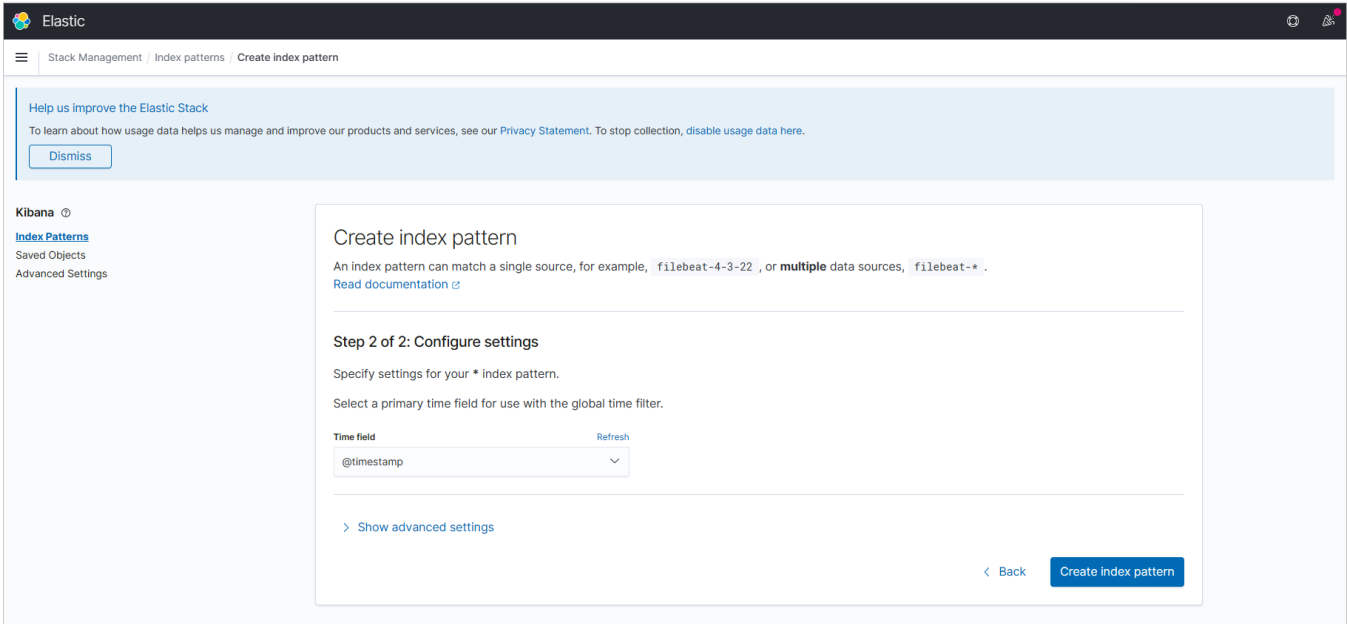 Elastic
Stack Management / Index patterns / Create index pattern
Help us improve the Elastic Stack
To learn about how usage data helps us manage and improve our products and services, see our Privacy Statement. To stop collection, disable usage data here.
Dismiss
Kibana
Index Patterns
Saved Objects
Advanced Settings
Create index pattern
An index pattern can match a single source, for example, filebeat-4-3-22 , or multiple data sources, filebeat-* .
Read documentation
Step 2 of 2: Configure settings
Specify settings for your * index pattern.
Select a primary time field for use with the global time filter.
Time field Refresh
@timestamp
Show advanced settings
Back Create index pattern